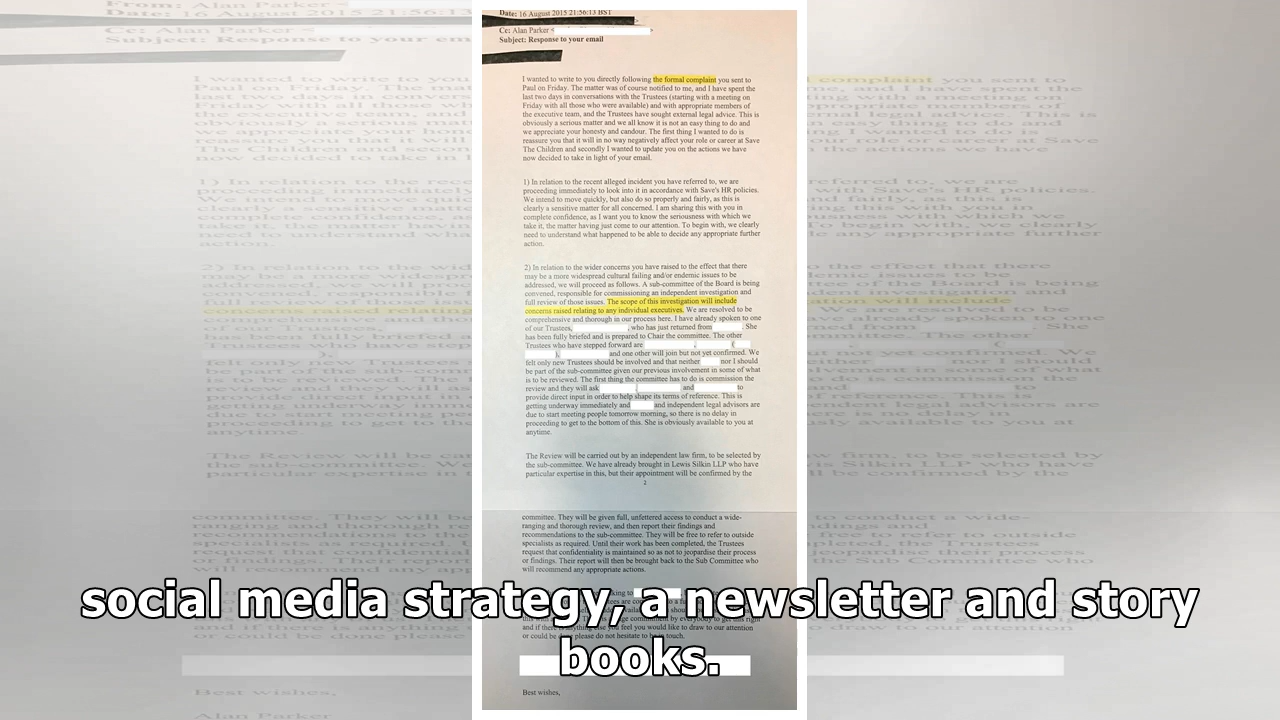 Date: 16 August 2015 21:56:13 BST
Cc: Alan Parker < >
Subject: Response to your email
I wanted to write to you directly following the formal complaint you sent to
Paul on Friday. The matter was of course notified to me, and I have spent the
last two days in conversations with the Trustees (starting with a meeting on
Friday with all those who were available) and with appropriate members of
the executive team, and the Trustees have sought external legal advice. This is
obviously a serious matter and we all know it is not an easy thing to do and
we appreciate your honesty and candour. The first thing I wanted to do is
reassure you that it will in no way negatively affect your role or career at Save
The Children and secondly I wanted to update you on the actions we have
now decided to take in light of your email.
1) In relation to the recent alleged incident you have referred to, we are
proceeding immediately to look into it in accordance with Save's HR policies.
We intend to move quickly, but also do so properly and fairly, as this is
clearly a sensitive matter for all concerned. I am sharing this with you in
complete confidence, as I want you to know the seriousness with which we
take it, the matter having just come to our attention. To begin with, we clearly
need to understand what happened to be able to decide any appropriate further
action.
2) In relation to the wider concerns you have raised to the effect that there
may be a more widespread cultural failing and/or endemic issues to be
addressed, we will proceed as follows. A sub-committee of the Board is being
convened, responsible for commissioning an independent investigation and
full review of those issues. The scope of this investigation will include
concerns raised relating to any individual executives. We are resolved to be
comprehensive and thorough in our process here. I have already spoken to one
of our Trustees, , who has just returned from . She
has been fully briefed and is prepared to Chair the committee. The other
Trustees who have stepped forward are , (
), and one other will join but not yet confirmed. We
felt only new Trustees should be involved and that neither nor I should
be part of the sub-committee given our previous involvement in some of what
is to be reviewed. The first thing the committee has to do is commission the
review and they will ask , and to
provide direct input in order to help shape its terms of reference. This is
getting underway immediately and and independent legal advisors are
due to start meeting people tomorrow morning, so there is no delay in
proceeding to get to the bottom of this. She is obviously available to you at
anytime.
The Review will be carried out by an independent law firm, to be selected by
the sub-committee. We have already brought in Lewis Silkin LLP who have
particular expertise in this, but their appointment will be confirmed by the
2
committee. They will be given full, unfettered access to conduct a wide-
ranging and thorough review, and then report their findings and
recommendations to the sub-committee. They will be free to refer to outside
specialists as required. Until their work has been completed, the Trustees
request that confidentiality is maintained so as not to jeopardise their process
or findings. Their report will then be brought back to the Sub Committee who
will recommend any appropriate actions.
social media strategy, a newsletter and story
books.
and if there you feel you would like to draw to our attention
or could be please do not hesitate to be in touch.
Best wishes,